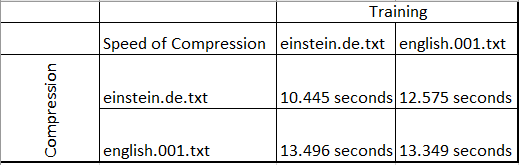 Training
Speed of Compression einstein.de.txt english.001.txt
Compression
einstein.de.txt 10.445 seconds 12.575 seconds
english.001.txt 13.496 seconds 13.349 seconds